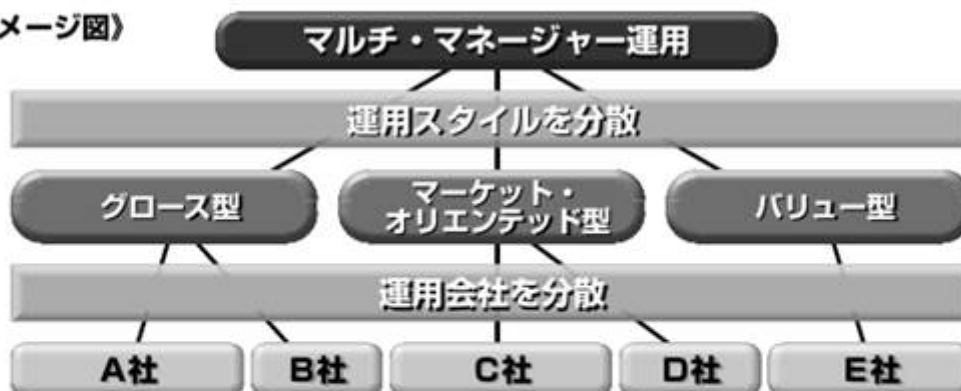 メージ図》
マルチ・マネージャー運用
運用スタイルを分散
グロース型
マーケット・
オリエンテッド型
バリュー型
運用会社を分散
A社
B社
C社
D社
E社